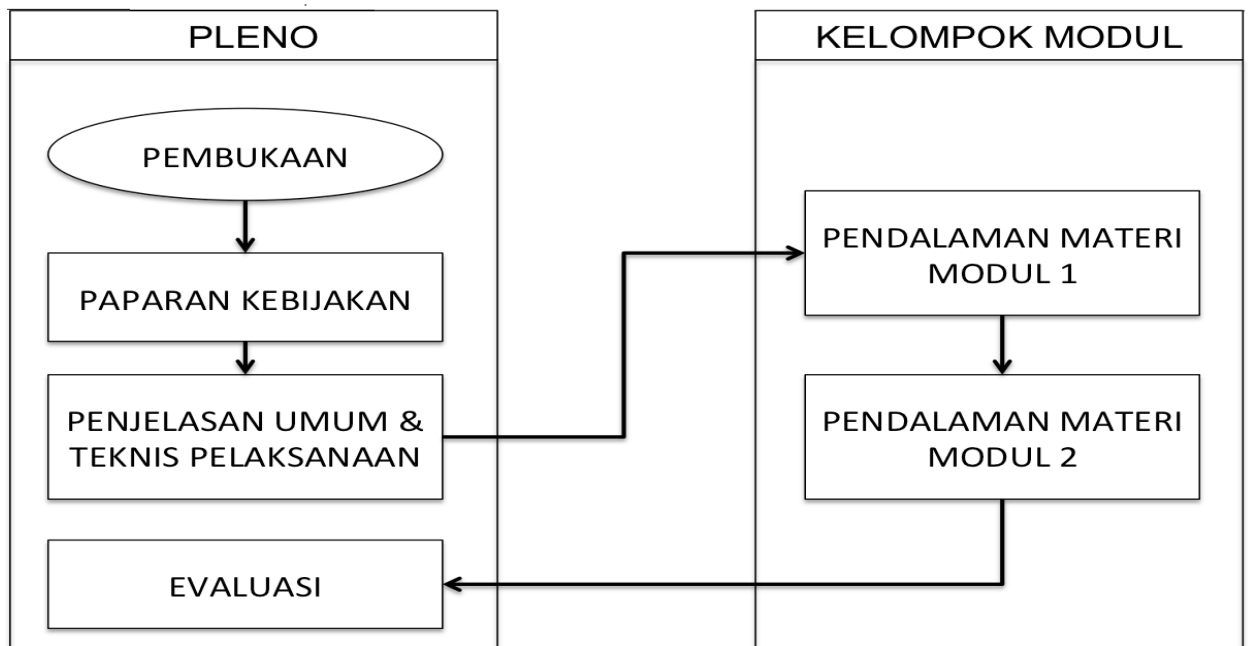 PLENO
PEMBUKAAN
PAPARAN KEBIJAKAN
PENJELASAN UMUM &
TEKNIS PELAKSANAAN
EVALUASI
KELOMPOK MODUL
PENDALAMAN MATERI
MODUL 1
PENDALAMAN MATERI
MODUL 2